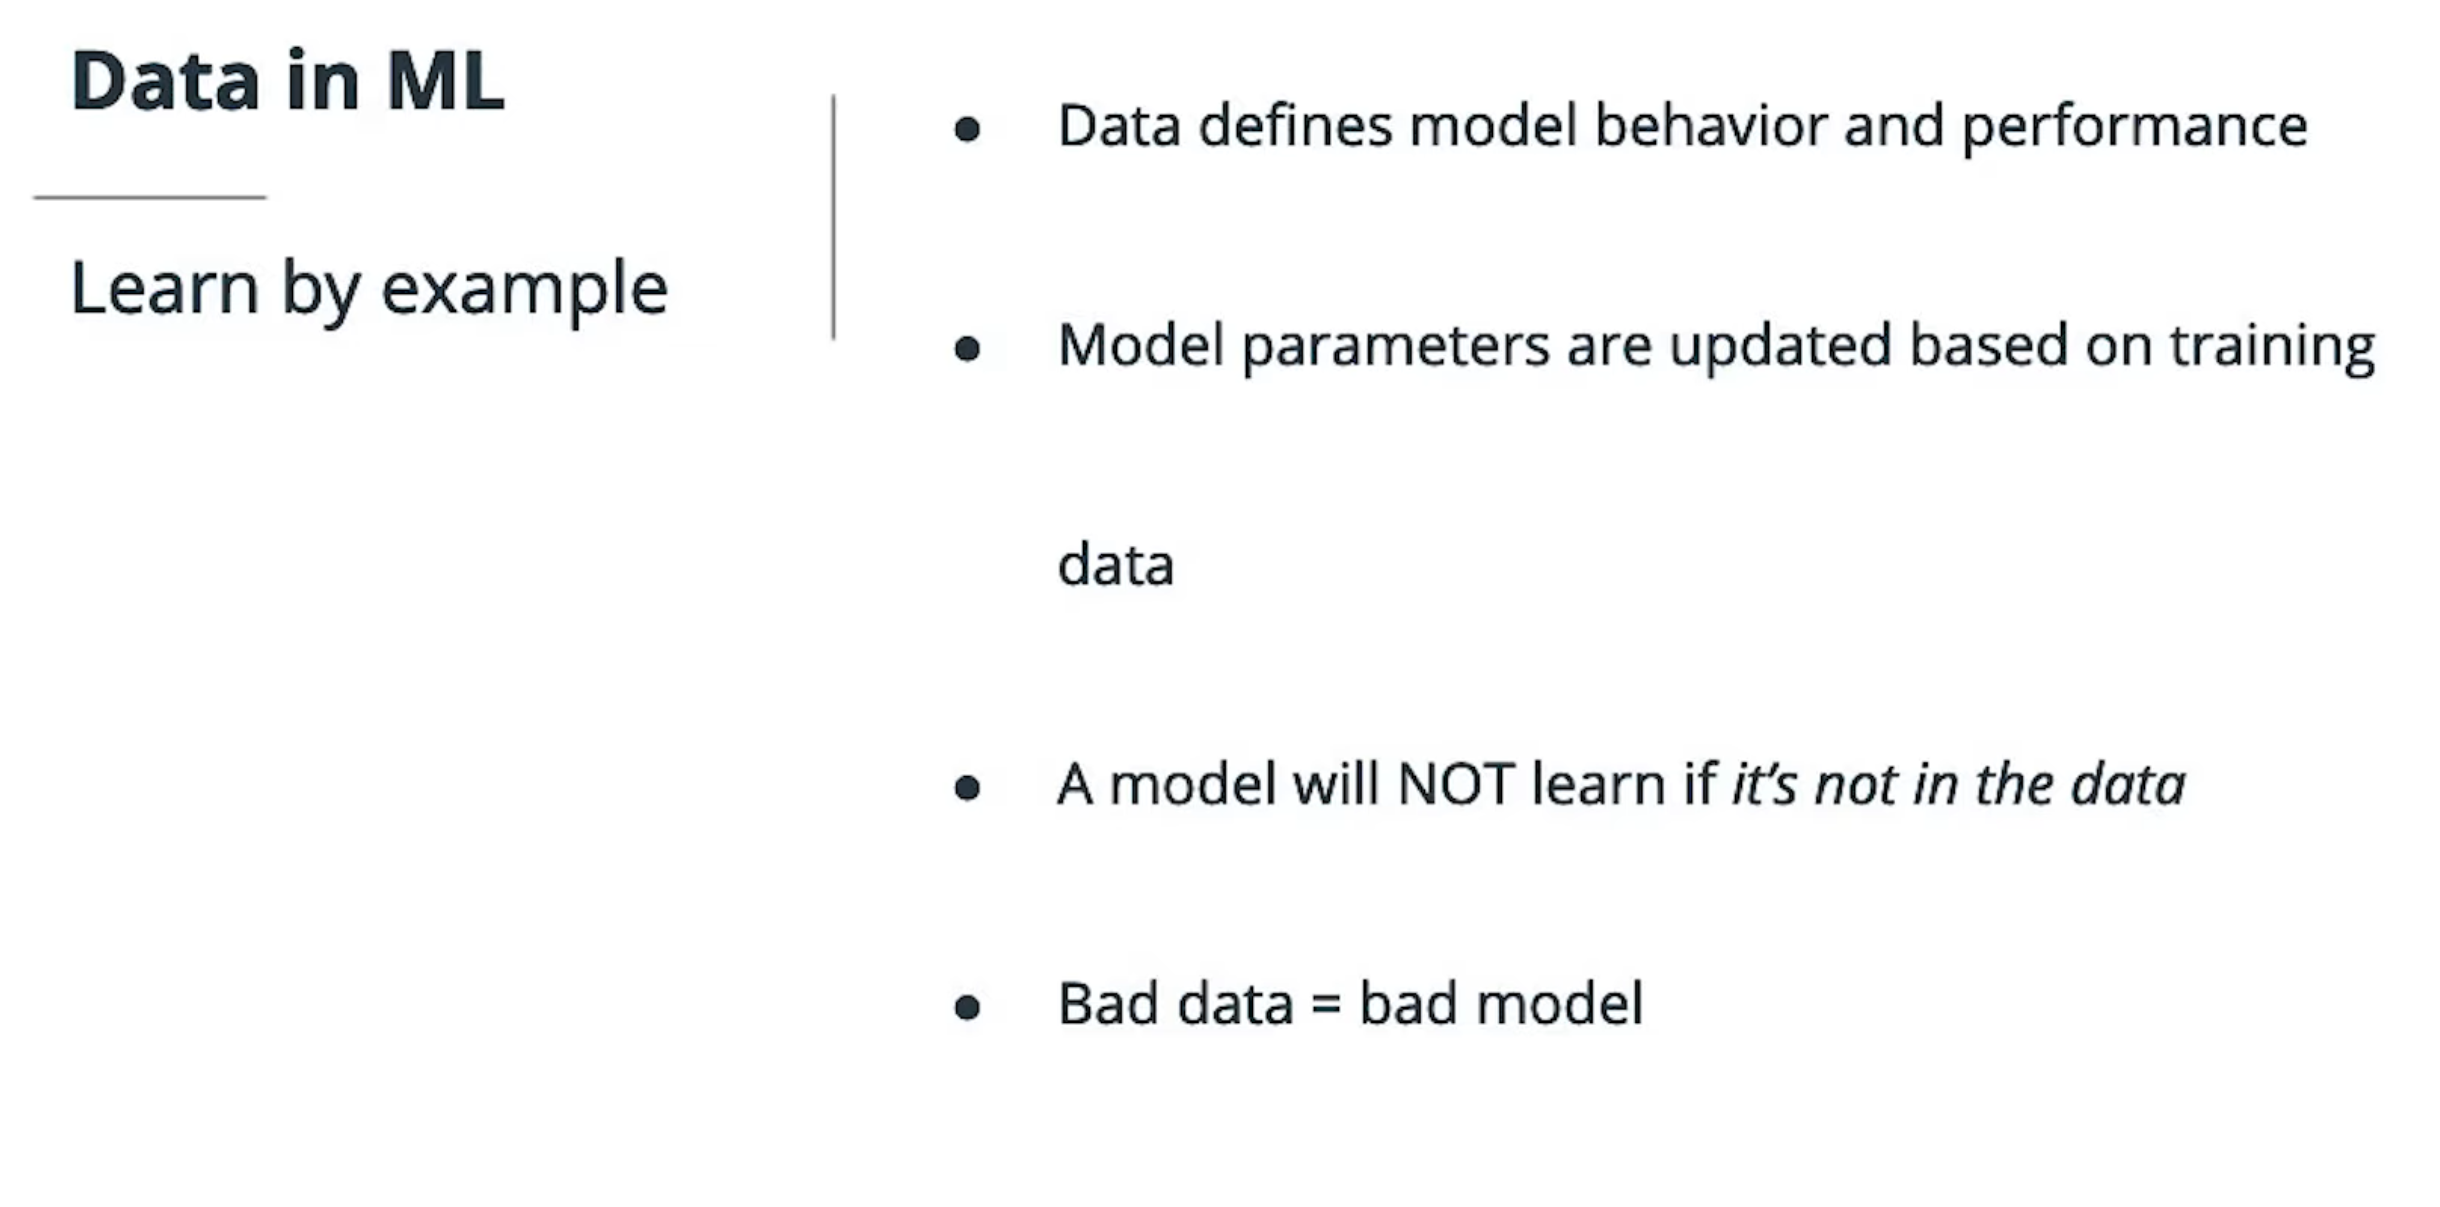 Data in ML
Learn by example
● Data defines model behavior and performance
● Model parameters are updated based on training
data
● A model will NOT learn if it’s not in the data
● Bad data = bad model